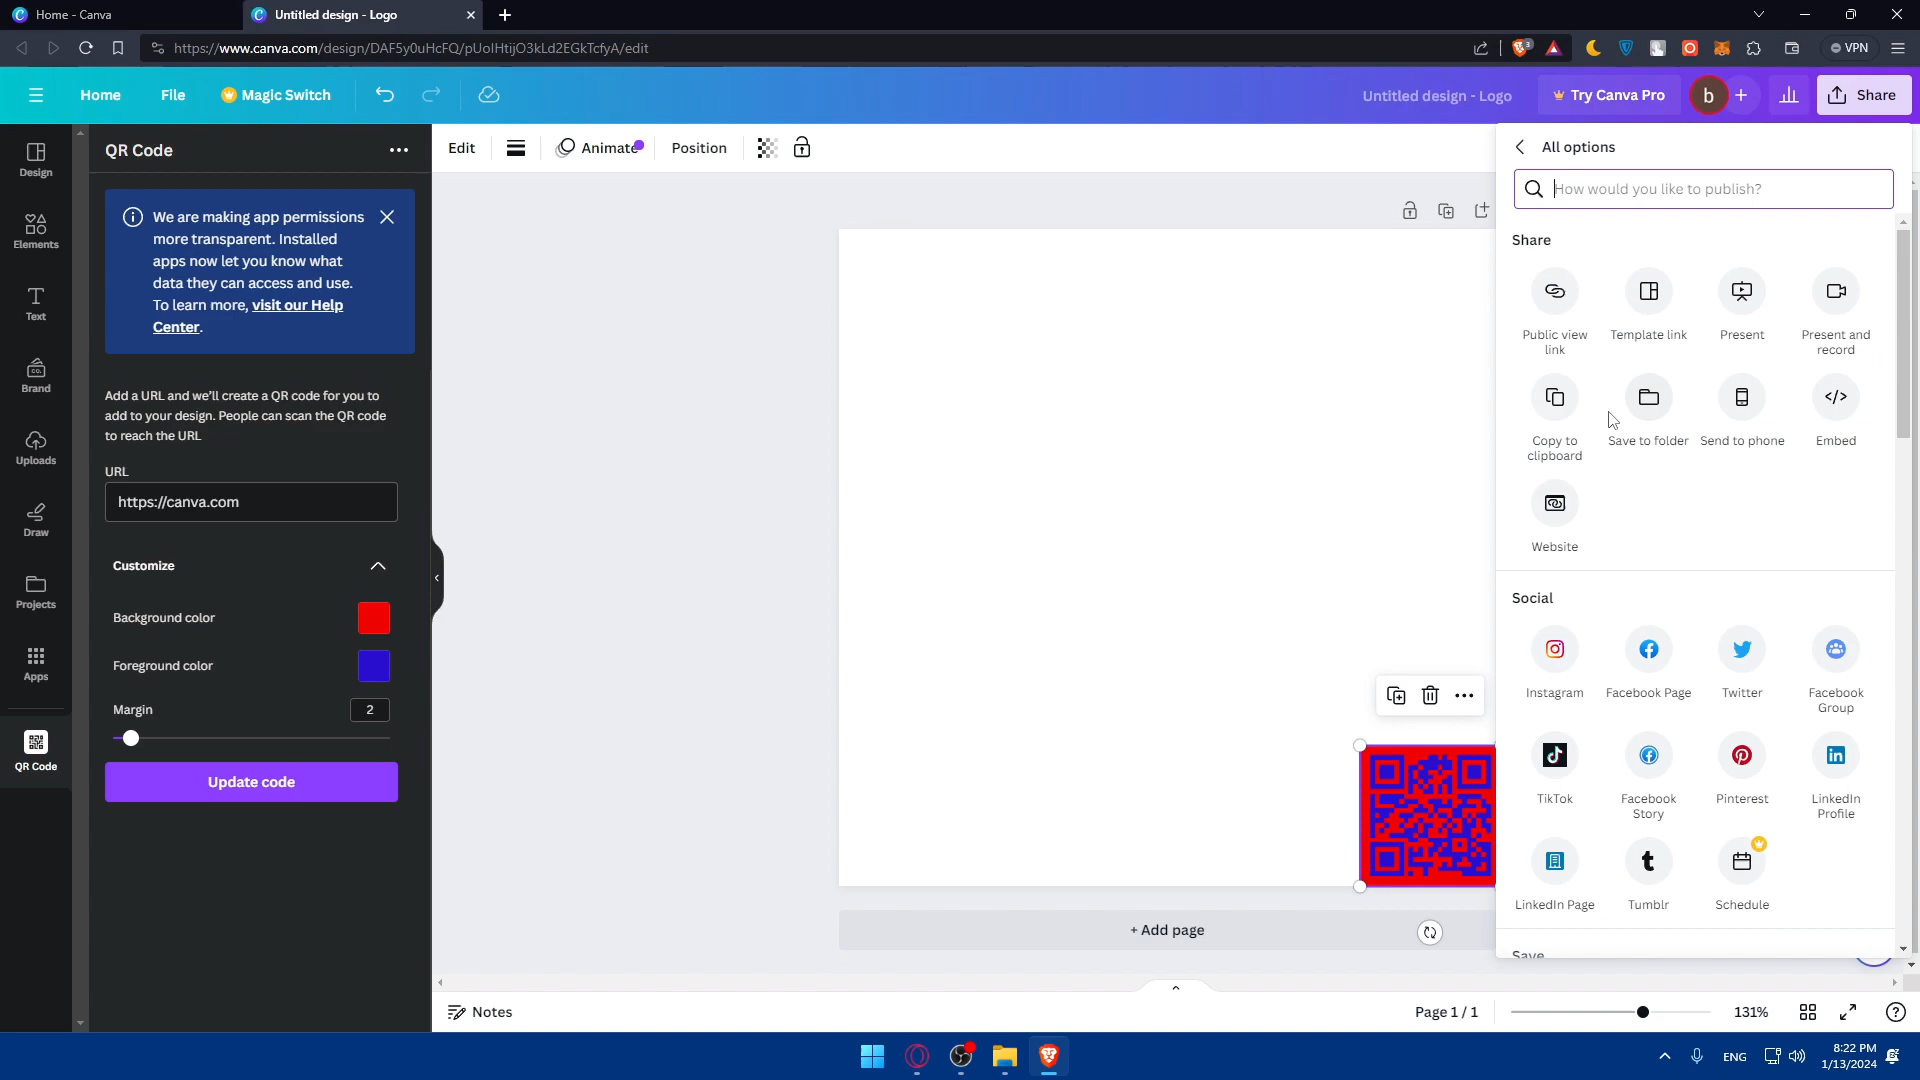 Home - Canva
Untitled design - Logo
https://www.canva.com/design/DAF5y0uHcFQ/pUoIHtijO3kLd2EGkTcfyA/edit
3
VPN
Home
File
Magic Switch
Untitled design - Logo
Try Canva Pro
b
Share
Design
Elements
Text
Brand
Uploads
Draw
Projects
Apps
QR Code
QR Code
We are making app permissions
more transparent. Installed
apps now let you know what
data they can access and use.
To learn more, visit our Help
Center.
Add a URL and we'll create a QR code for you to
add to your design. People can scan the QR code
to reach the URL
URL
https://canva.com
Customize
Background color
Foreground color
Margin
2
Update code
Edit
Animate
Position
+ Add page
All options
How would you like to publish?
Share
Public view
link
Template link
Present
Present and
record
Copy to
clipboard
Save to folder
Send to phone
Embed
Website
Social
Instagram
Facebook Page
Twitter
Facebook
Group
TikTok
Facebook
Story
Pinterest
LinkedIn
Profile
LinkedIn Page
Tumblr
Schedule
Save
Notes
Page 1 / 1
131%
ENG
8:22 PM
1/13/2024